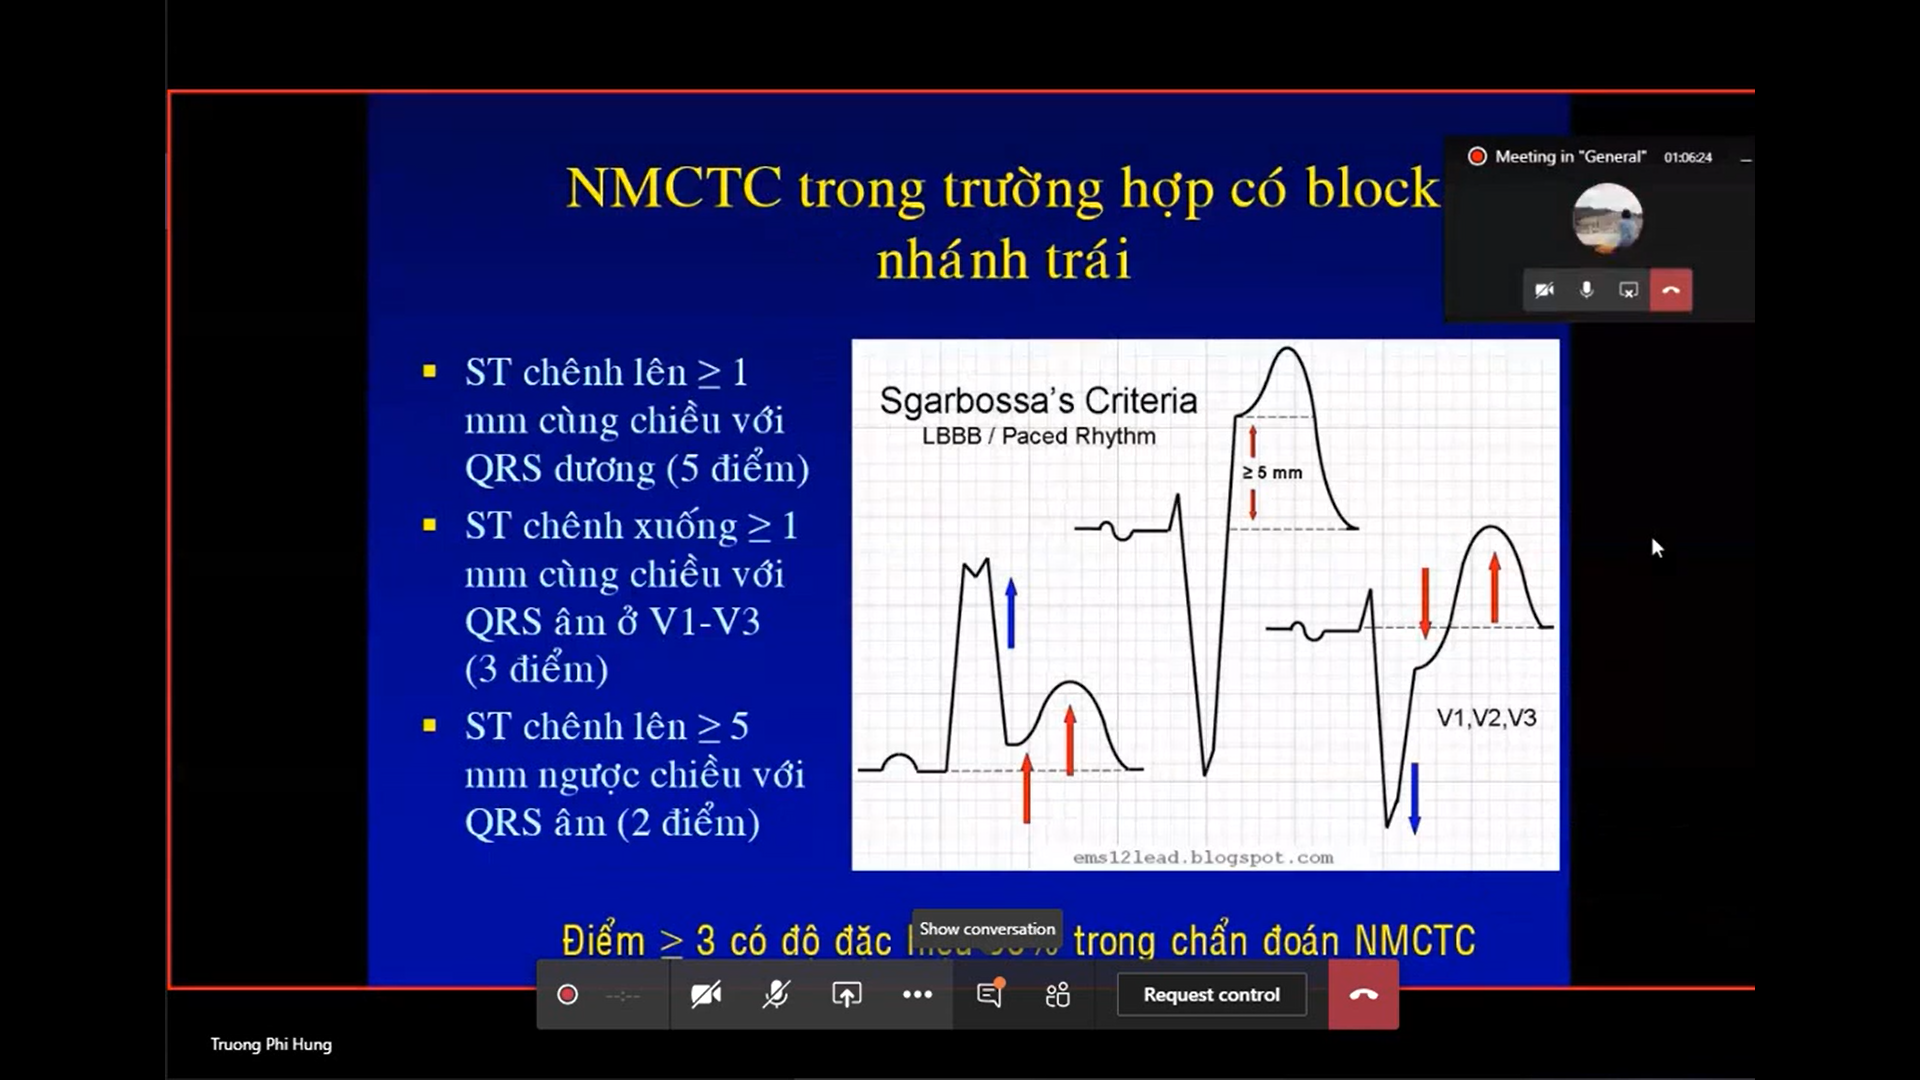 NMCTC trong trường hợp có block
nhánh trái
Meeting in "General" 01:06:24
ST chênh lên ≥ 1
mm cùng chiều với
QRS dương (5 điểm)
ST chênh xuống ≥ 1
mm cùng chiều với
QRS âm ở V1-V3
(3 điểm)
ST chênh lên ≥ 5
mm ngược chiều với
QRS âm (2 điểm)
Sgarbossa's Criteria
LBBB / Paced Rhythm
≥ 5 mm
V1,V2,V3
ems12lead.blogspot.com
Điểm ≥ 3 có độ đặc trong chẩn đoán NMCTC
Show conversation
Request control
Truong Phi Hung